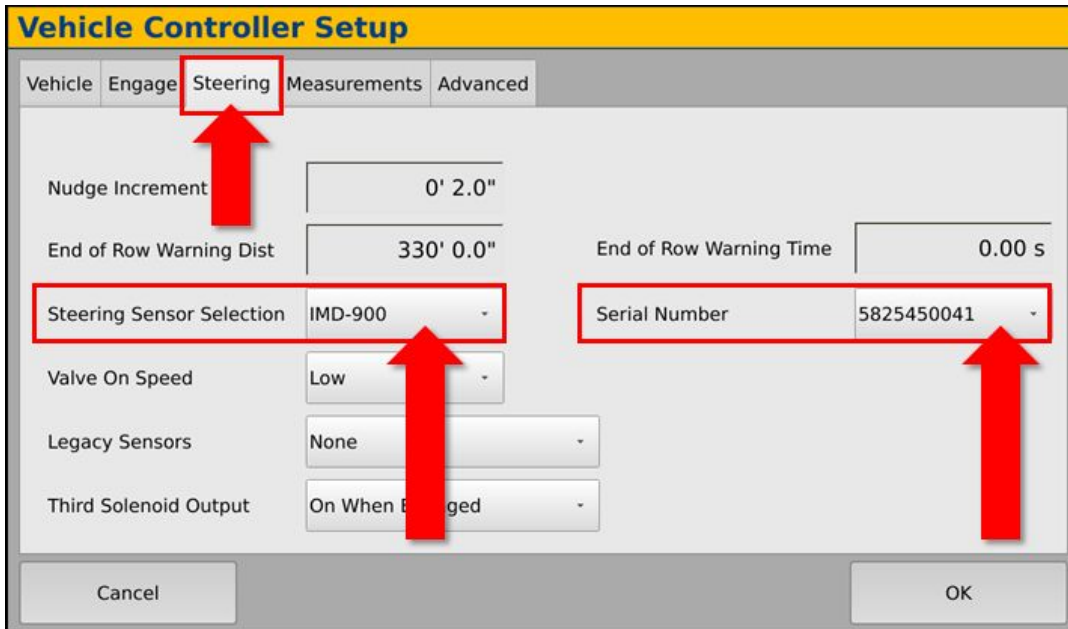 Vehicle Controller Setup
Vehicle Engage Steering Measurements Advanced
Nudge Increment 0' 2.0"
End of Row Warning Dist 330' 0.0" End of Row Warning Time 0.00 s
Steering Sensor Selection IMD-900 Serial Number 5825450041
Valve On Speed Low
Legacy Sensors None
Third Solenoid Output On When E ged
Cancel OK